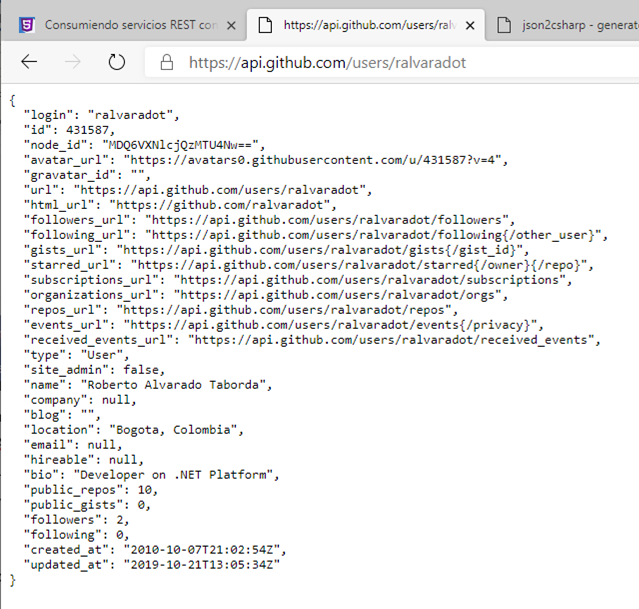 Consumiendo servicios REST con
https://api.github.com/users/ralv
json2csharp - generat
https://api.github.com/users/ralvaradot
{
"login": "ralvaradot",
"id": 431587,
"node_id": "MDQ6VXNlcjQzMTU4Nw==",
"avatar_url": "https://avatars0.githubusercontent.com/u/431587?v=4",
"gravatar_id": "",
"url": "https://api.github.com/users/ralvaradot",
"html_url": "https://github.com/ralvaradot",
"followers_url": "https://api.github.com/users/ralvaradot/followers",
"following_url": "https://api.github.com/users/ralvaradot/following{/other_user}",
"gists_url": "https://api.github.com/users/ralvaradot/gists{/gist_id}",
"starred_url": "https://api.github.com/users/ralvaradot/starred{/owner}{/repo}",
"subscriptions_url": "https://api.github.com/users/ralvaradot/subscriptions",
"organizations_url": "https://api.github.com/users/ralvaradot/orgs",
"repos_url": "https://api.github.com/users/ralvaradot/repos",
"events_url": "https://api.github.com/users/ralvaradot/events{/privacy}",
"received_events_url": "https://api.github.com/users/ralvaradot/received_events",
"type": "User",
"site_admin": false,
"name": "Roberto Alvarado Taborda",
"company": null,
"blog": "",
"location": "Bogota, Colombia",
"email": null,
"hireable": null,
"bio": "Developer on .NET Platform",
"public_repos": 10,
"public_gists": 0,
"followers": 2,
"following": 0,
"created_at": "2010-10-07T21:02:54Z",
"updated_at": "2019-10-21T13:05:34Z"
}